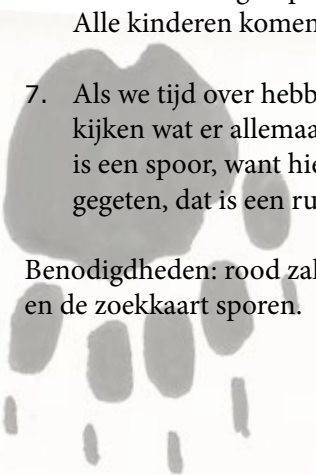 Alle kinderen komen
7. Als we tijd over hebb
kijken wat er allemaa
is een spoor, want hie
gegeten, dat is een ru
Benodigdheden: rood zal
en de zoekkaart sporen.